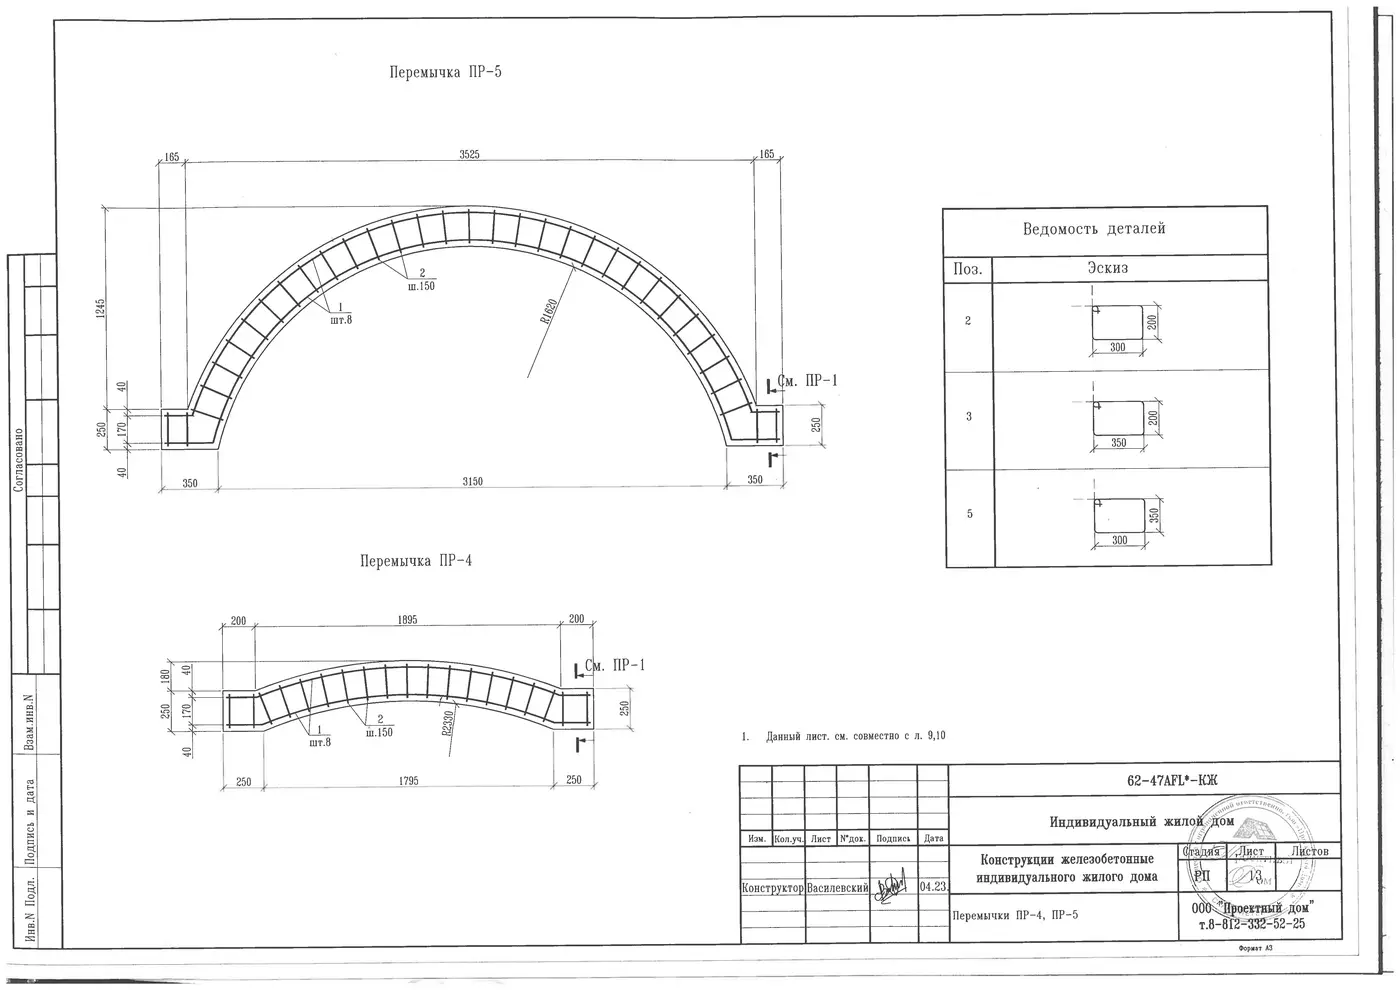 Перемычка ПР-5
165
3525
165
1245
40
250
170
40
1
шт.8
2
ш.150
R1620
См. ПР-1
250
350
3150
350
Ведомость деталей
Поз.
Эскиз
2
200
300
3
200
350
5
350
300
Перемычка ПР-4
200
1895
200
180
40
250
170
40
1
шт.8
2
ш.150
R2330
См. ПР-1
250
250
1795
250
1. Данный лист. см. совместно с л. 9,10
62-47AFL*-КЖ
Индивидуальный жилой дом
Изм. Кол.уч. Лист N°док. Подпись Дата
Конструкции железобетонные
индивидуального жилого дома
Стадия Лист Листов
РП 13
Конструктор Василевский 04.23.
Перемычки ПР-4, ПР-5
ООО "Проектный дом"
т.8-812-332-52-25
Формат А3
Согласовано
Взам.инв.N
Подпись и дата
Инв.N Подл.